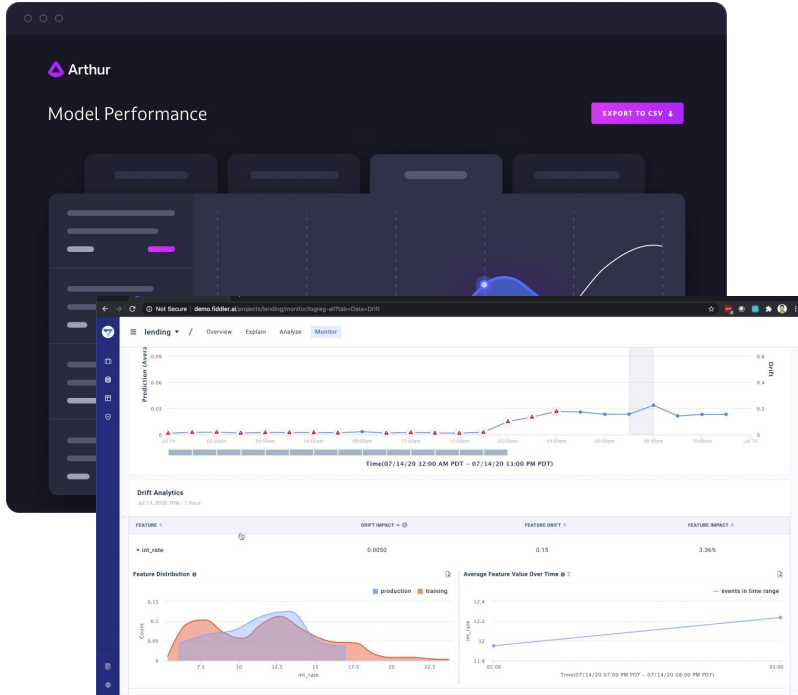 Arthur
Model Performance
EXPORT TO CSV
Not Secure | demo.fiddler.ai/projects/lending/monitor/logreg-all?tab=Data+Drift
lending / Overview Explain Analyze Monitor
Prediction (Avera
0.09
0.06
0.03
0
Drift
0.6
0.4
0.2
0
Jul 14 02:00am 04:00am 06:00am 08:00am 10:00am 12:00pm 02:00pm 04:00pm 06:00pm 08:00pm 10:00pm Jul 15
Time(07/14/20 12:00 AM PDT - 07/14/20 11:00 PM PDT)
Drift Analytics
Jul 14, 2020 7PM - 1 Hour
FEATURE DRIFT IMPACT FEATURE DRIFT FEATURE IMPACT
int_rate 0.0050 0.15 3.36%
Feature Distribution
production training
Count
0.15
0.1
0.05
0
7.5 10 12.5 15 17.5 20 22.5
int_rate
Average Feature Value Over Time
events in time range
int_rate
12.4
12.2
12
11.8
02:00 03:00
Time(07/14/20 07:00 PM PDT - 07/14/20 08:00 PM PDT)